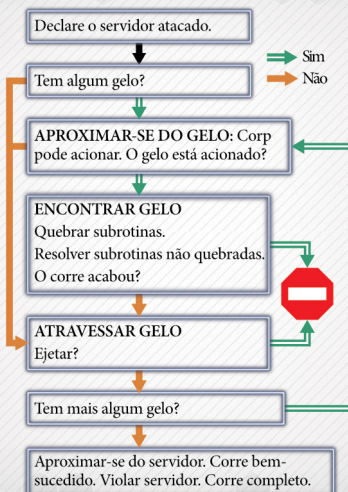 Declare o servidor atacado.
Sim
Não
Tem algum gelo?
APROXIMAR-SE DO GELO: Corp
pode acionar. O gelo está acionado?
ENCONTRAR GELO
Quebrar subrotinas.
Resolver subrotinas não quebradas.
O corre acabou?
ATRAVESSAR GELO
Ejetar?
Tem mais algum gelo?
Aproximar-se do servidor. Corre bem-
sucedido. Violar servidor. Corre completo.